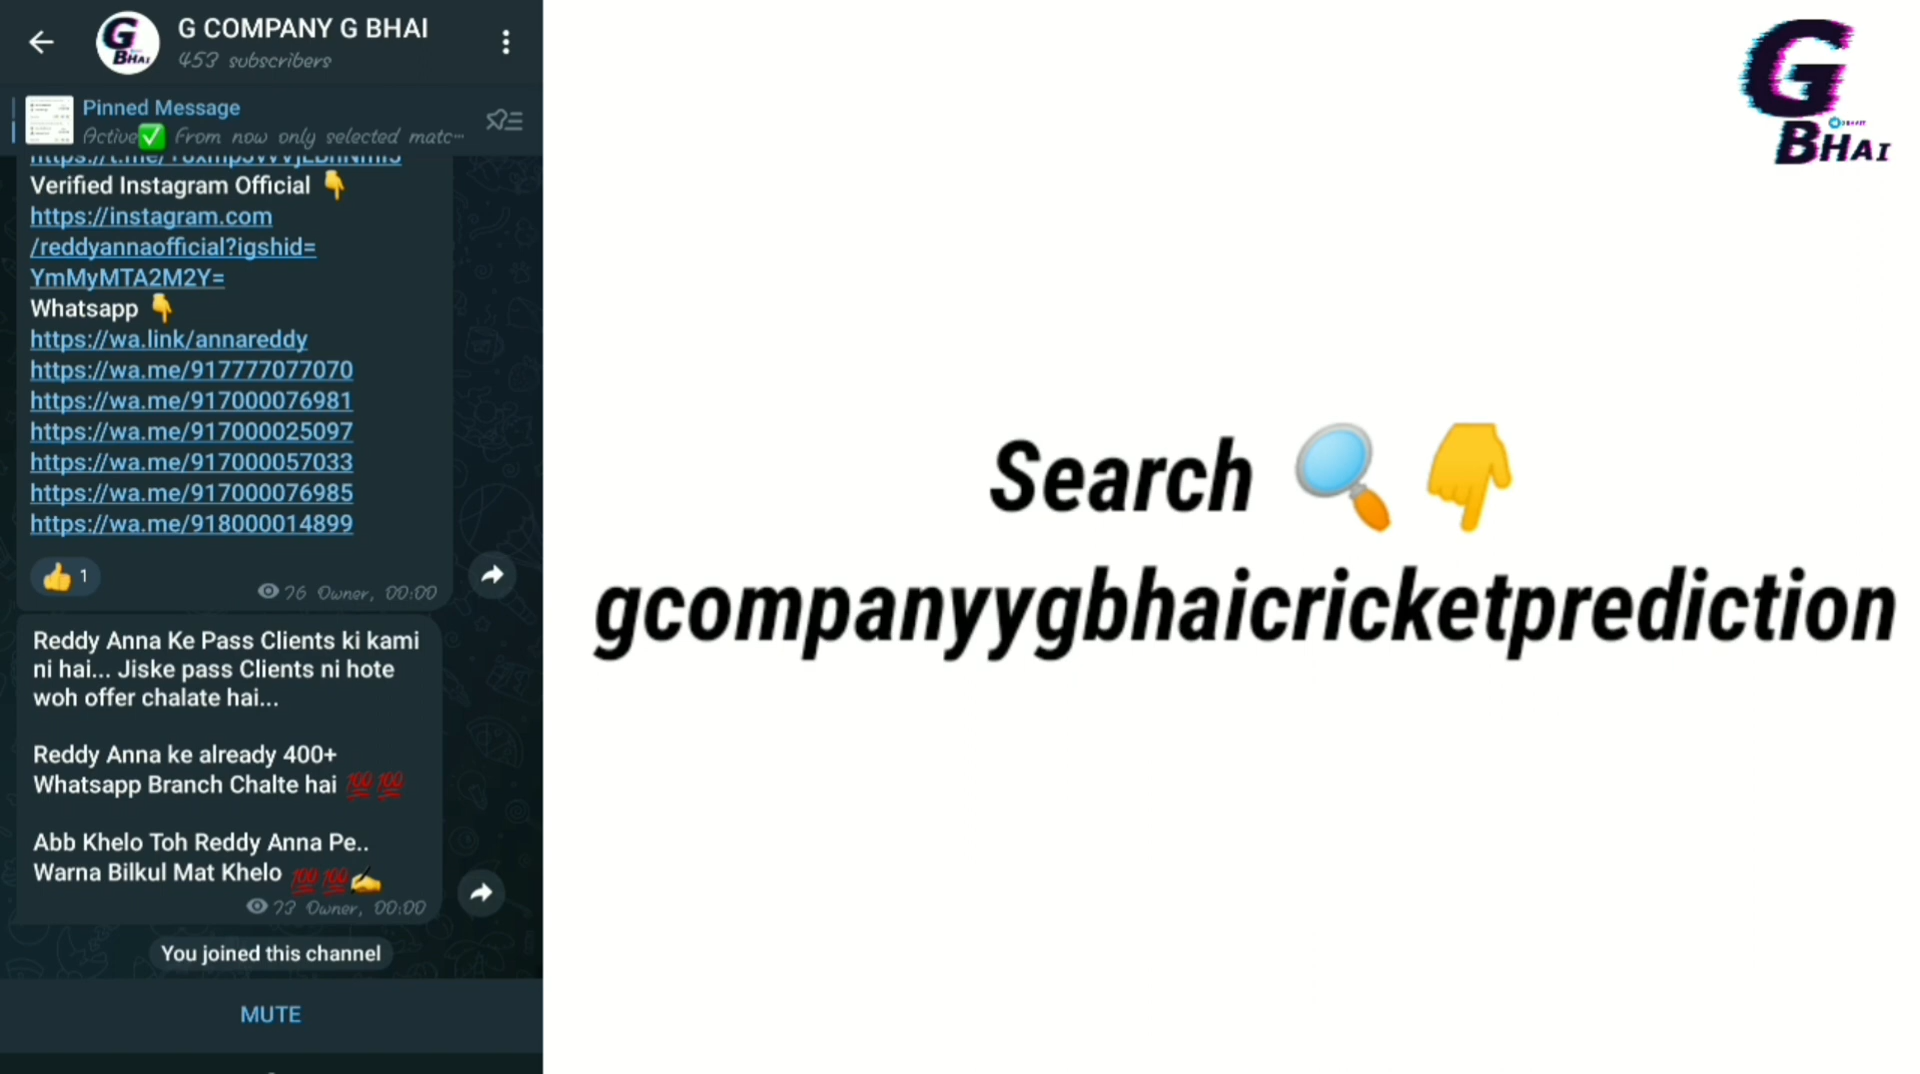 G COMPANY G BHAI
453 subscribers
Pinned Message
Active✅ From now only selected matc...
Verified Instagram Official 👇
https://instagram.com
/reddyannaofficial?igshid=
YmMyMTA2M2Y=
Whatsapp 👇
https://wa.link/annareddy
https://wa.me/917777077070
https://wa.me/917000076981
https://wa.me/917000025097
https://wa.me/917000057033
https://wa.me/917000076985
https://wa.me/918000014899
👍 1
76 Owner, 00:00
Reddy Anna Ke Pass Clients ki kami
ni hai... Jiske pass Clients ni hote
woh offer chalate hai...
Reddy Anna ke already 400+
Whatsapp Branch Chalte hai 💯💯
Abb Khelo Toh Reddy Anna Pe..
Warna Bilkul Mat Khelo 💯💯✍️
73 Owner, 00:00
You joined this channel
MUTE
G
BHAI
Search 🔍👇
gcompanyygbhaicricketprediction